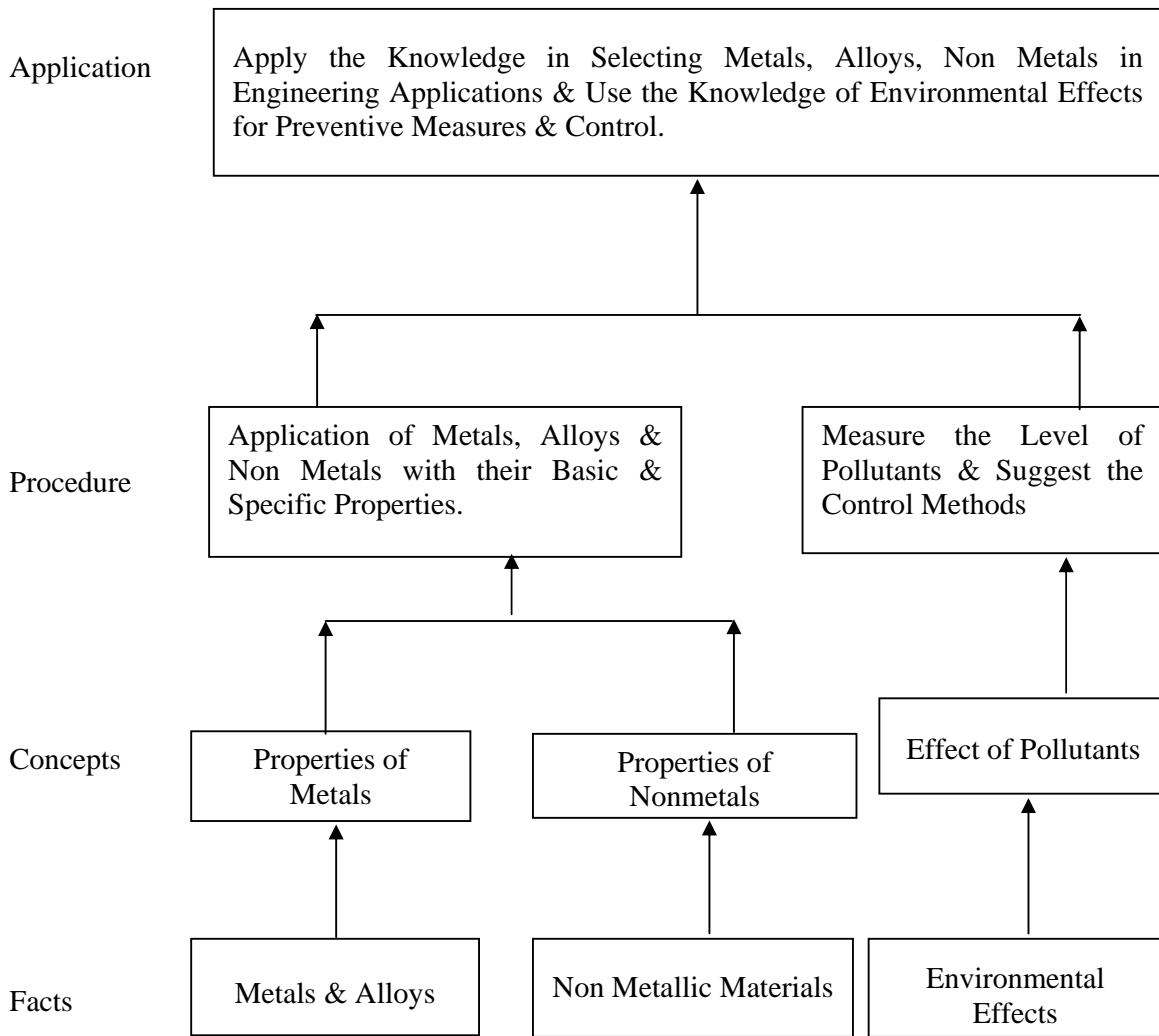 Application
Apply the Knowledge in Selecting Metals, Alloys, Non Metals in
Engineering Applications & Use the Knowledge of Environmental Effects
for Preventive Measures & Control.
Procedure
Application of Metals, Alloys &
Non Metals with their Basic &
Specific Properties.
Measure the Level of
Pollutants & Suggest the
Control Methods
Concepts
Properties of
Metals
Properties of
Nonmetals
Effect of Pollutants
Facts
Metals & Alloys
Non Metallic Materials
Environmental
Effects